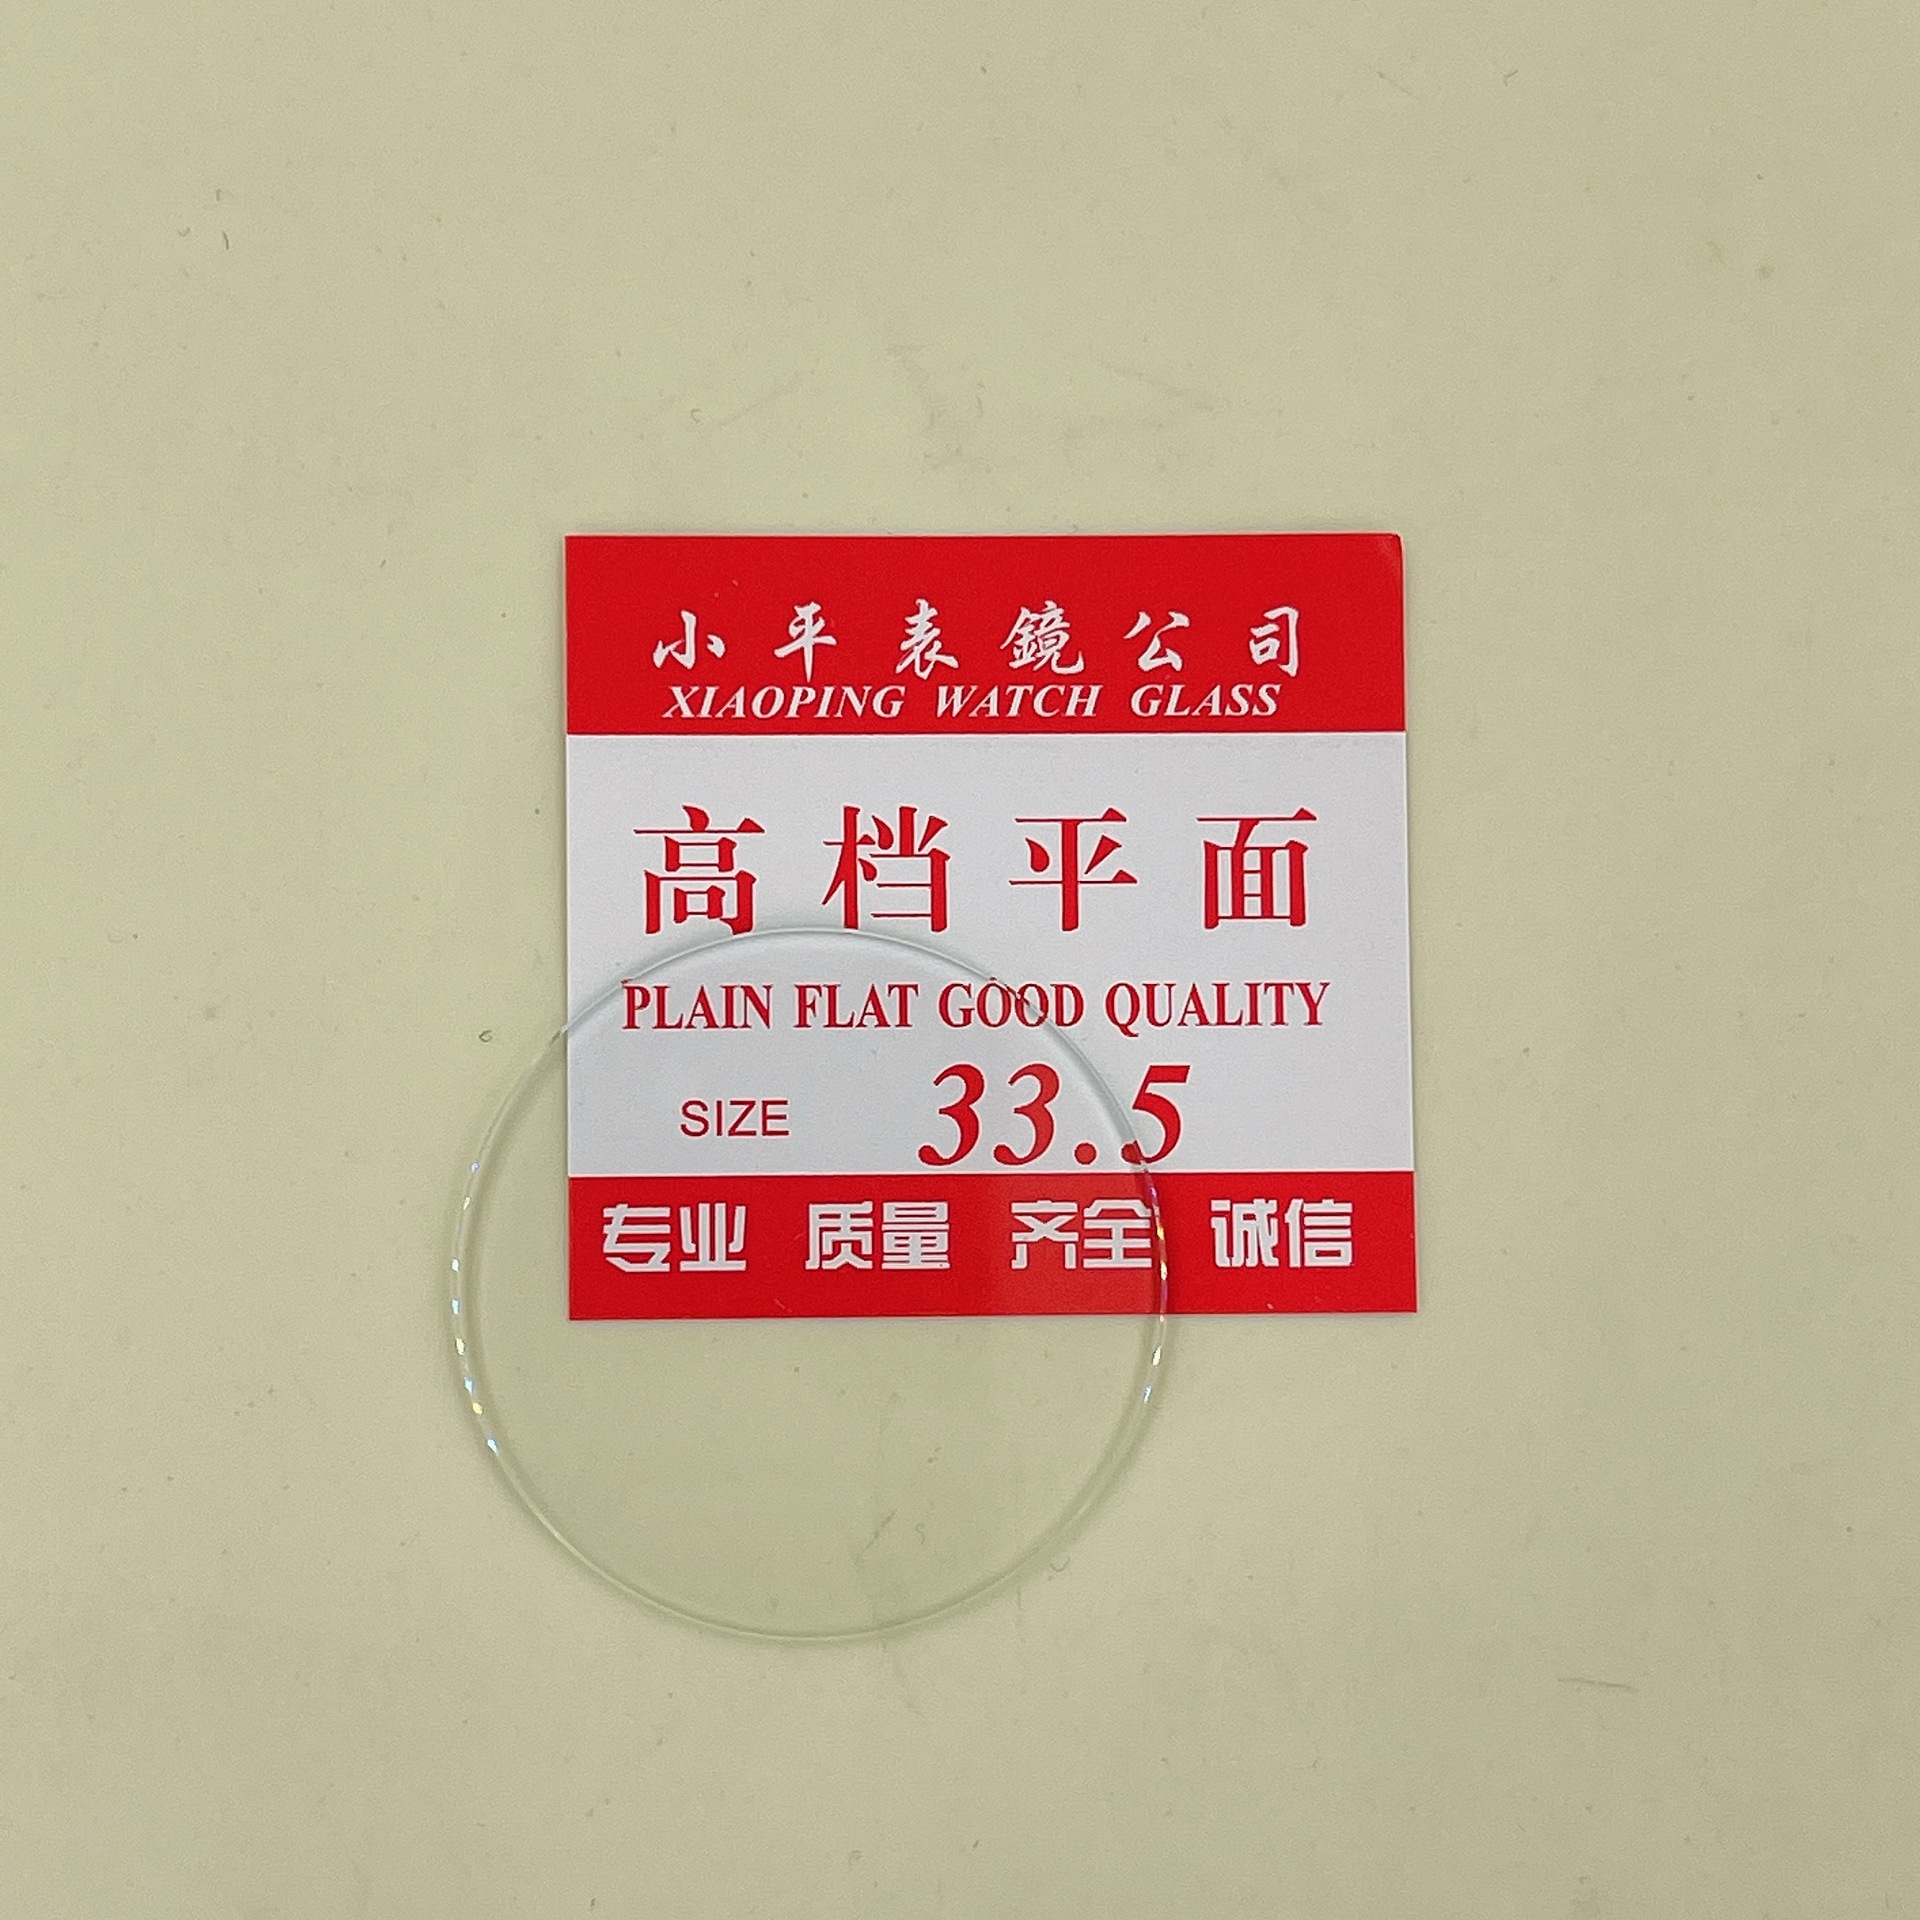 小平表鏡公司
XIAOPING WATCH GLASS
高档平面
PLAIN FLAT GOOD QUALITY
SIZE 33.5
专业 质量 齐全 诚信